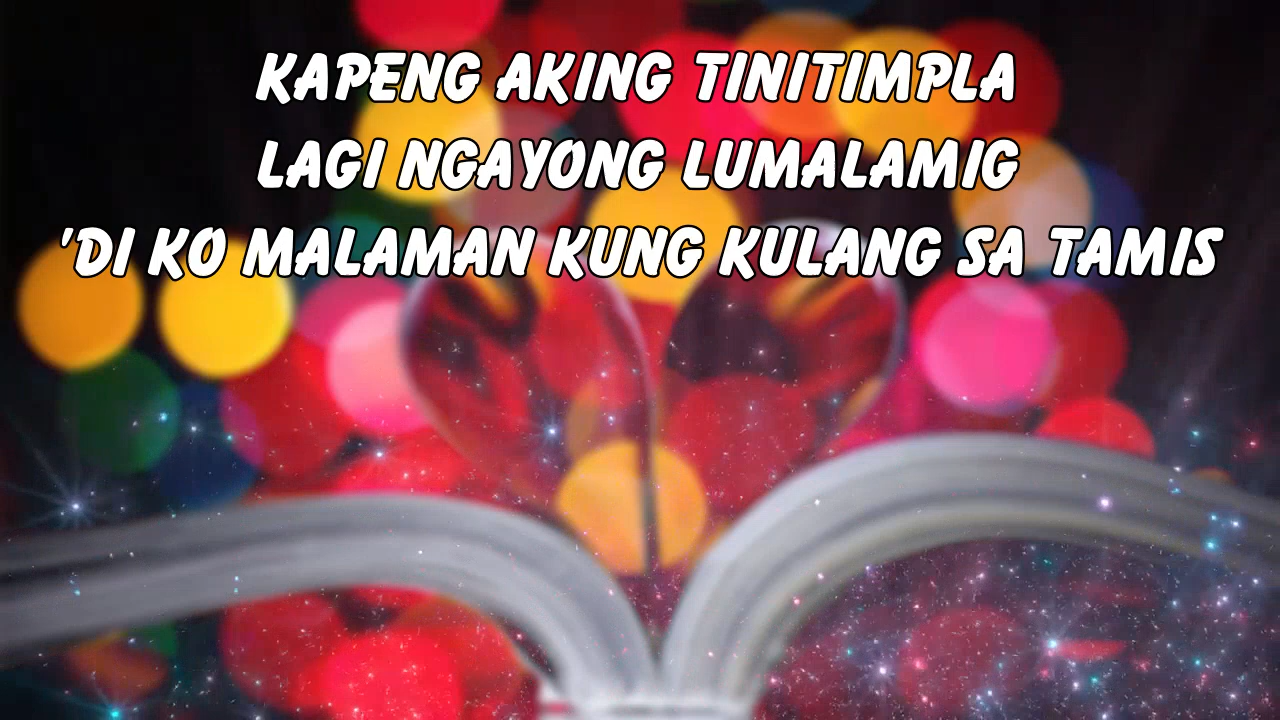 KAPENG AKING TINITIMPLA
LAGI NGAYONG LUMALAMIG
'DI KO MALAMAN KUNG KULANG SA TAMIS